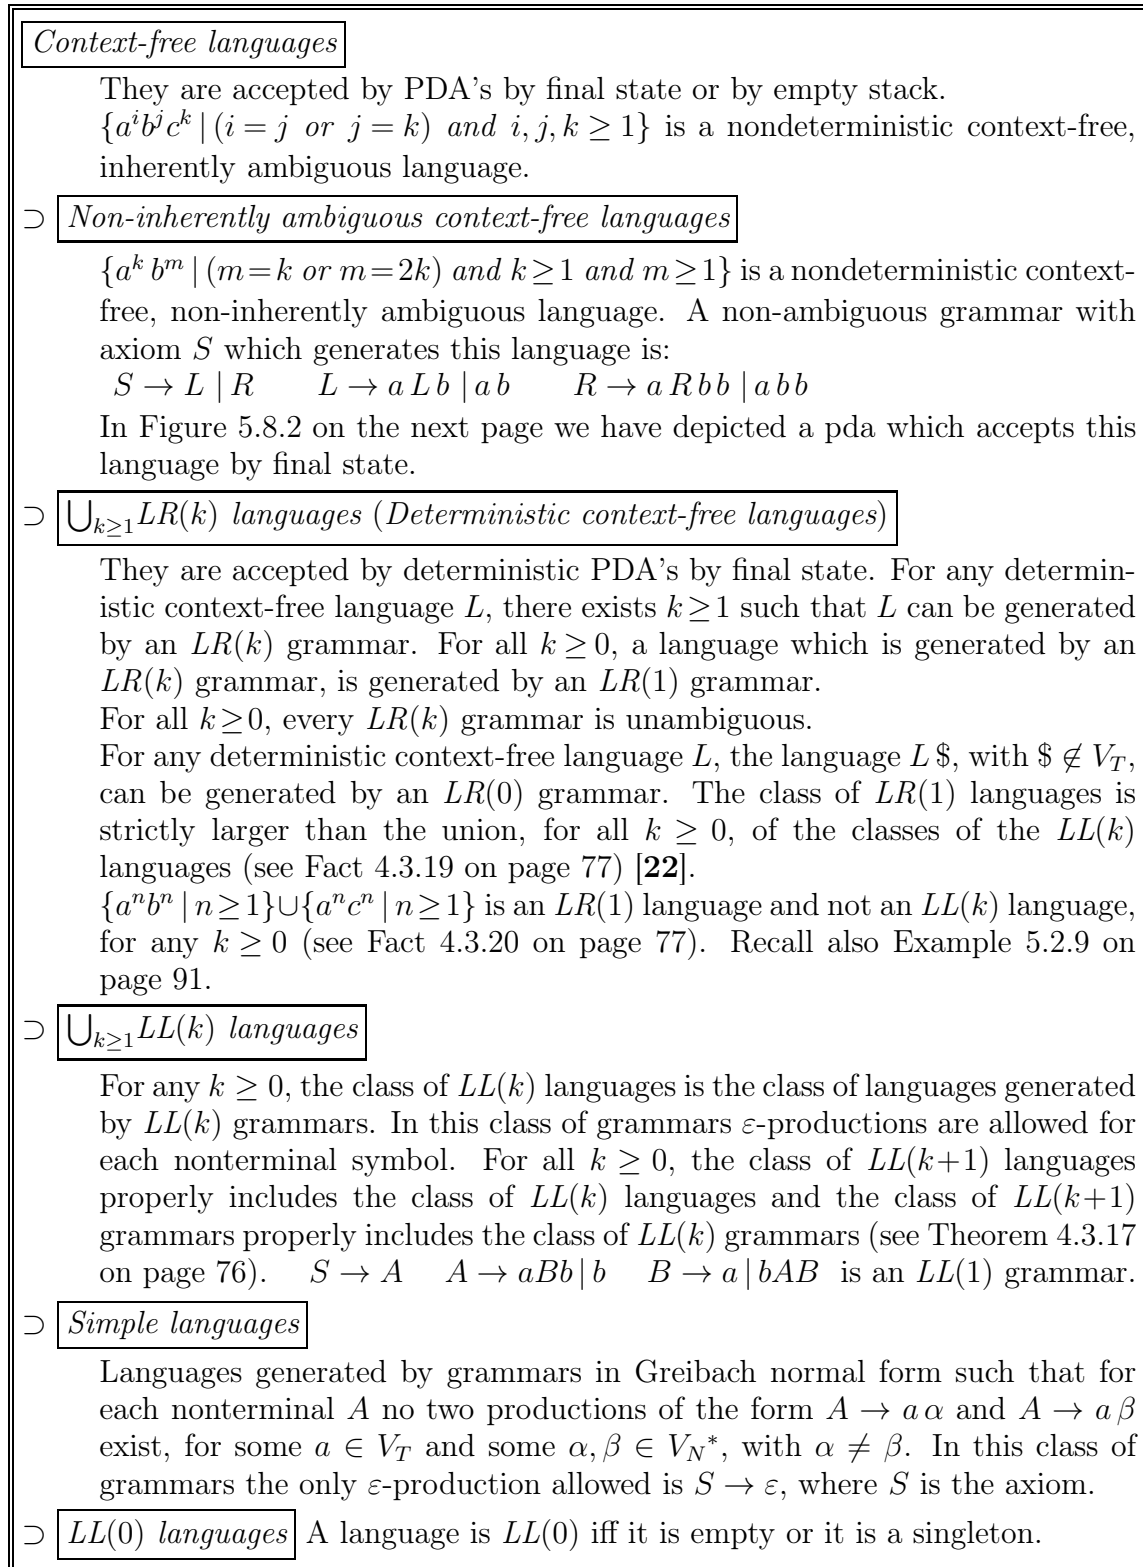 Context-free languages
They are accepted by PDA's by final state or by empty stack.
{aⁱbʲcᵏ | (i = j or j = k) and i, j, k ≥ 1} is a nondeterministic context-free,
inherently ambiguous language.
⊃ Non-inherently ambiguous context-free languages
{aᵏ bᵐ | (m=k or m=2k) and k≥1 and m≥1} is a nondeterministic context-
free, non-inherently ambiguous language. A non-ambiguous grammar with
axiom S which generates this language is:
S → L | R L → a L b | a b R → a R b b | a b b
In Figure 5.8.2 on the next page we have depicted a pda which accepts this
language by final state.
⊃ ⋃ₖ≥₁ LR(k) languages (Deterministic context-free languages)
They are accepted by deterministic PDA's by final state. For any determin-
istic context-free language L, there exists k≥1 such that L can be generated
by an LR(k) grammar. For all k ≥ 0, a language which is generated by an
LR(k) grammar, is generated by an LR(1) grammar.
For all k≥0, every LR(k) grammar is unambiguous.
For any deterministic context-free language L, the language L $, with $ ∉ V_T,
can be generated by an LR(0) grammar. The class of LR(1) languages is
strictly larger than the union, for all k ≥ 0, of the classes of the LL(k)
languages (see Fact 4.3.19 on page 77) [22].
{aⁿbⁿ | n≥1}∪{aⁿcⁿ | n≥1} is an LR(1) language and not an LL(k) language,
for any k ≥ 0 (see Fact 4.3.20 on page 77). Recall also Example 5.2.9 on
page 91.
⊃ ⋃ₖ≥₁ LL(k) languages
For any k ≥ 0, the class of LL(k) languages is the class of languages generated
by LL(k) grammars. In this class of grammars ε-productions are allowed for
each nonterminal symbol. For all k ≥ 0, the class of LL(k+1) languages
properly includes the class of LL(k) languages and the class of LL(k+1)
grammars properly includes the class of LL(k) grammars (see Theorem 4.3.17
on page 76). S → A A → aBb | b B → a | bAB is an LL(1) grammar.
⊃ Simple languages
Languages generated by grammars in Greibach normal form such that for
each nonterminal A no two productions of the form A → a α and A → a β
exist, for some a ∈ V_T and some α, β ∈ V_N*, with α ≠ β. In this class of
grammars the only ε-production allowed is S → ε, where S is the axiom.
⊃ LL(0) languages A language is LL(0) iff it is empty or it is a singleton.